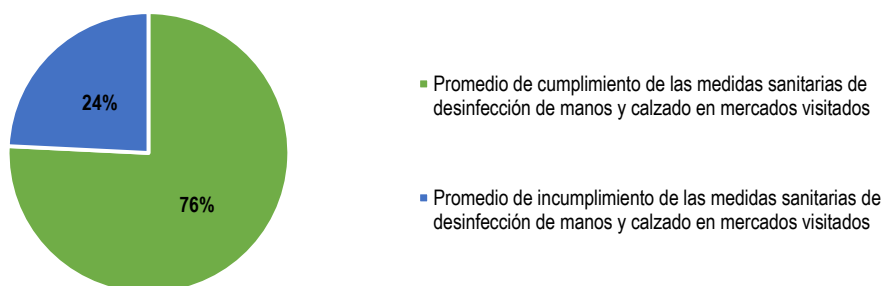 24%
76%
Promedio de cumplimiento de las medidas sanitarias de
desinfección de manos y calzado en mercados visitados
Promedio de incumplimiento de las medidas sanitarias de
desinfección de manos y calzado en mercados visitados